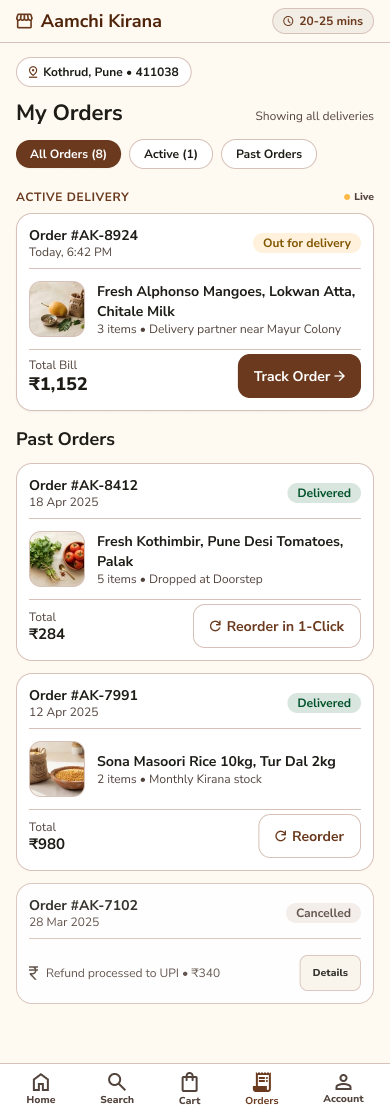 Aamchi Kirana
20-25 mins
Kothrud, Pune • 411038
My Orders
Showing all deliveries
All Orders (8)
Active (1)
Past Orders
ACTIVE DELIVERY
Live
Order #AK-8924
Today, 6:42 PM
Out for delivery
Fresh Alphonso Mangoes, Lokwan Atta,
Chitale Milk
3 items • Delivery partner near Mayur Colony
Total Bill
₹1,152
Track Order →
Past Orders
Order #AK-8412
18 Apr 2025
Delivered
Fresh Kothimbir, Pune Desi Tomatoes,
Palak
5 items • Dropped at Doorstep
Total
₹284
Reorder in 1-Click
Order #AK-7991
12 Apr 2025
Delivered
Sona Masoori Rice 10kg, Tur Dal 2kg
2 items • Monthly Kirana stock
Total
₹980
Reorder
Order #AK-7102
28 Mar 2025
Cancelled
₹ Refund processed to UPI • ₹340
Details
Home
Search
Cart
Orders
Account